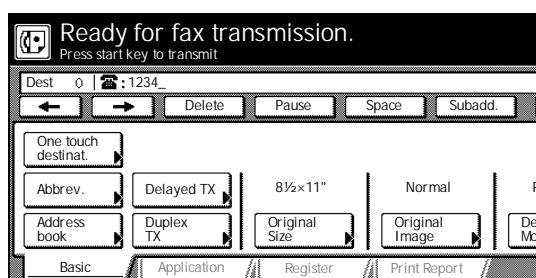 Ready for fax transmission.
Press start key to transmit
Dest 0 ☎: 1234_
← → Delete Pause Space Subadd.
One touch
destinat.
Abbrev. Delayed TX 8½×11" Normal
Address
book
Duplex
TX
Original
Size
Original
Image
Basic Application Register Print Report